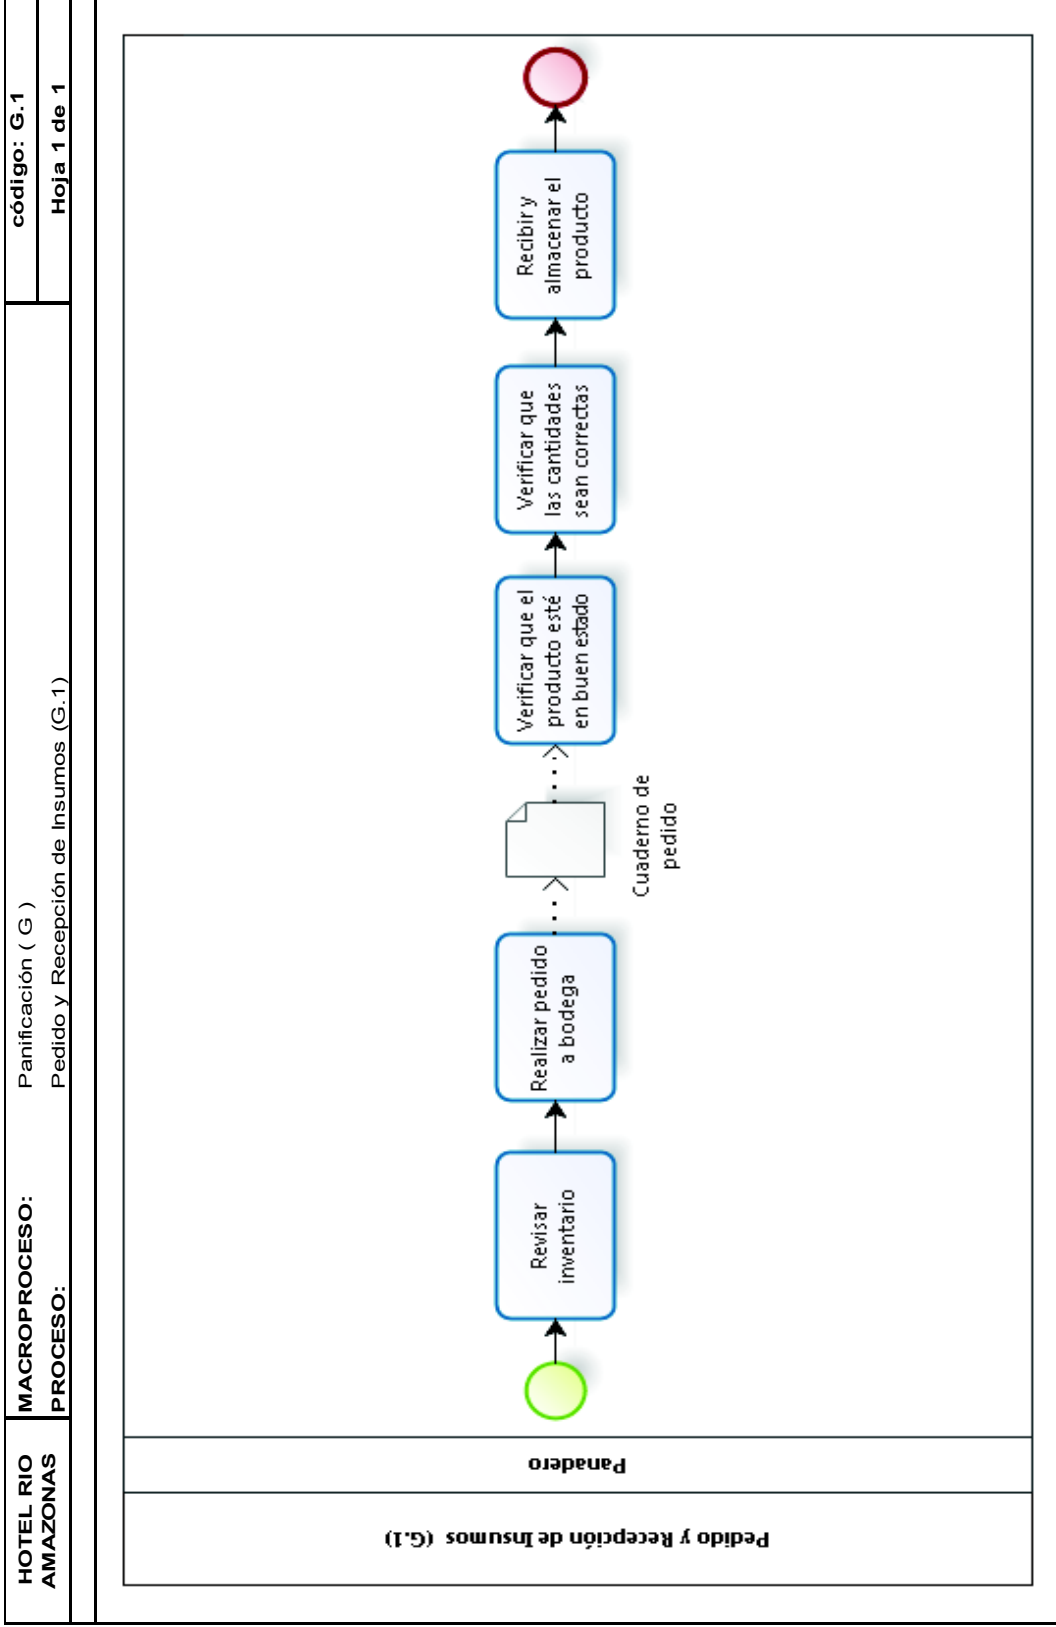 HOTEL RIO
AMAZONAS
MACROPROCESO:
Panificación ( G )
código: G.1
PROCESO:
Pedido y Recepción de Insumos (G.1)
Hoja 1 de 1
Pedido y Recepción de Insumos (G.1)
Panadero
Revisar
inventario
Realizar pedido
a bodega
Cuaderno de
pedido
Verificar que el
producto esté
en buen estado
Verificar que
las cantidades
sean correctas
Recibir y
almacenar el
producto